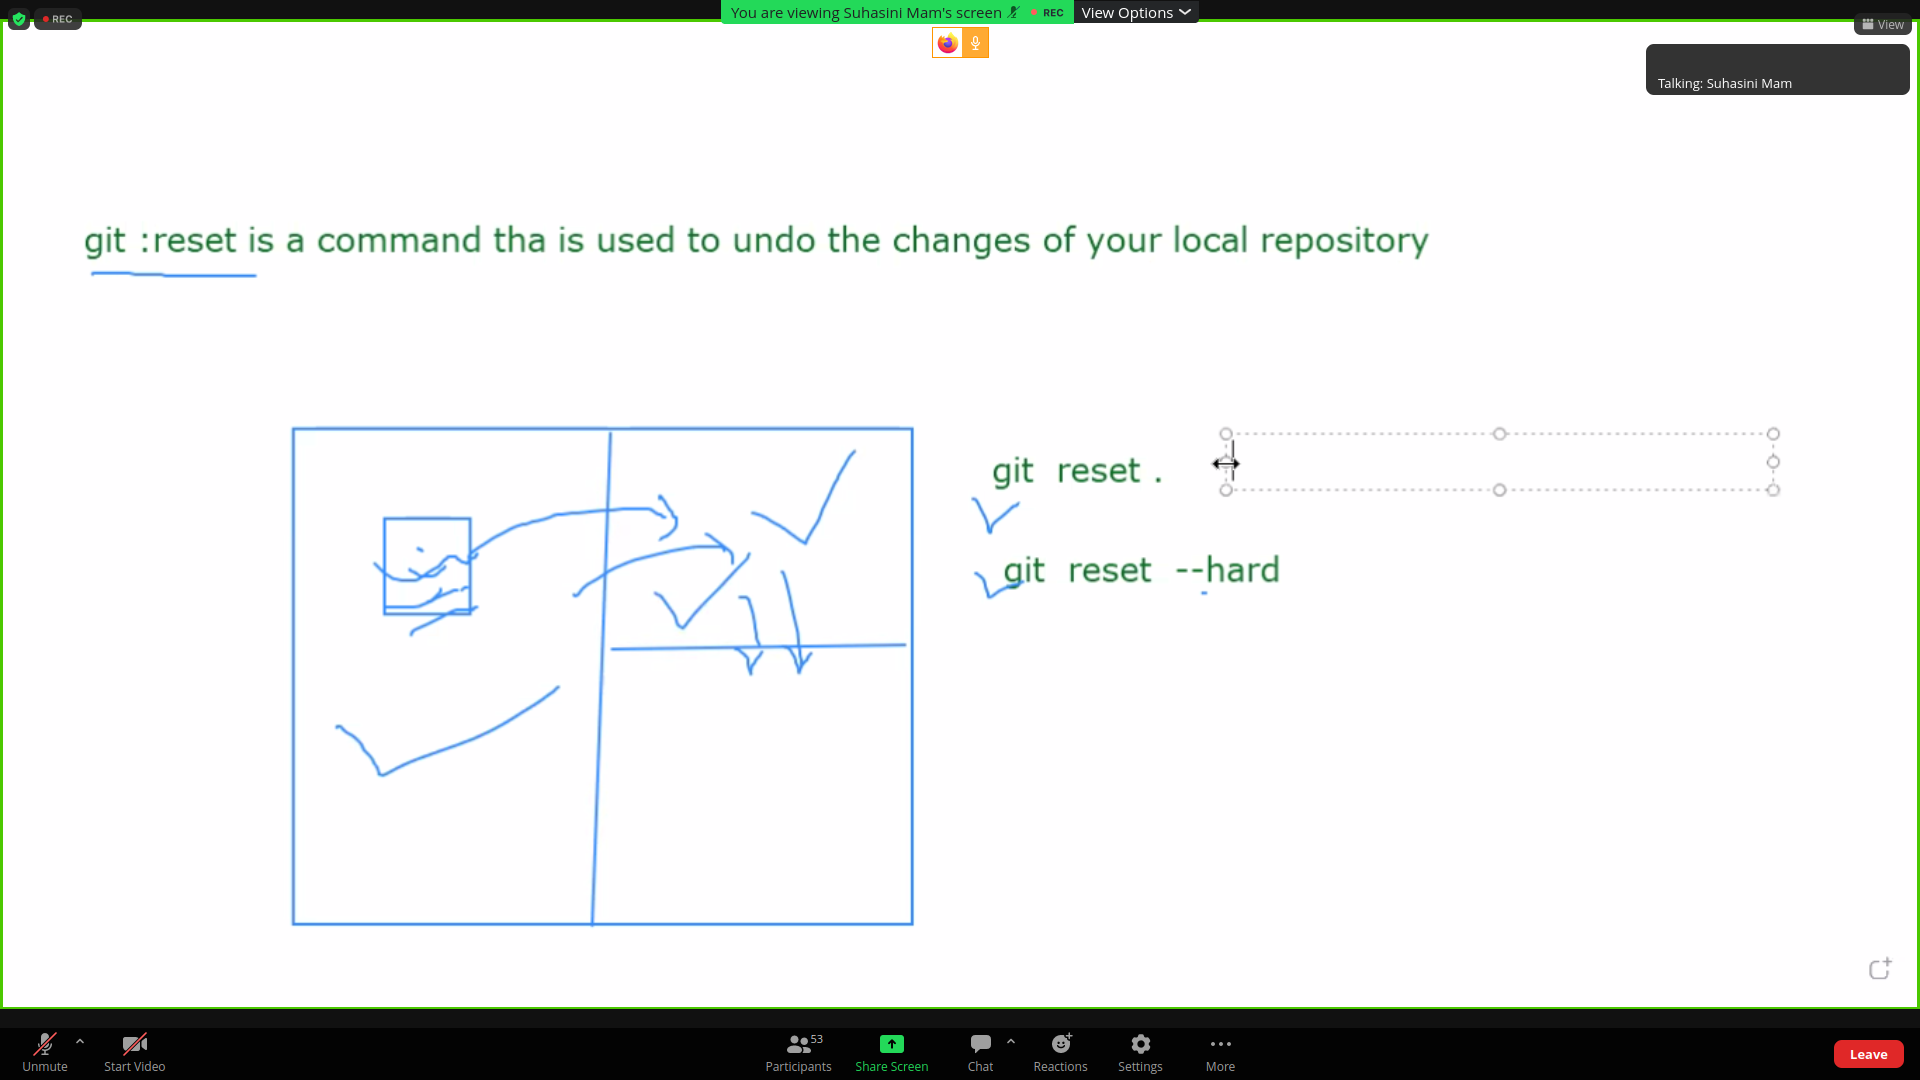 REC
You are viewing Suhasini Mam's screen REC View Options
View
Talking: Suhasini Mam
git :reset is a command tha is used to undo the changes of your local repository
git reset .
git reset --hard
Unmute
Start Video
Participants 53
Share Screen
Chat
Reactions
Settings
More
Leave